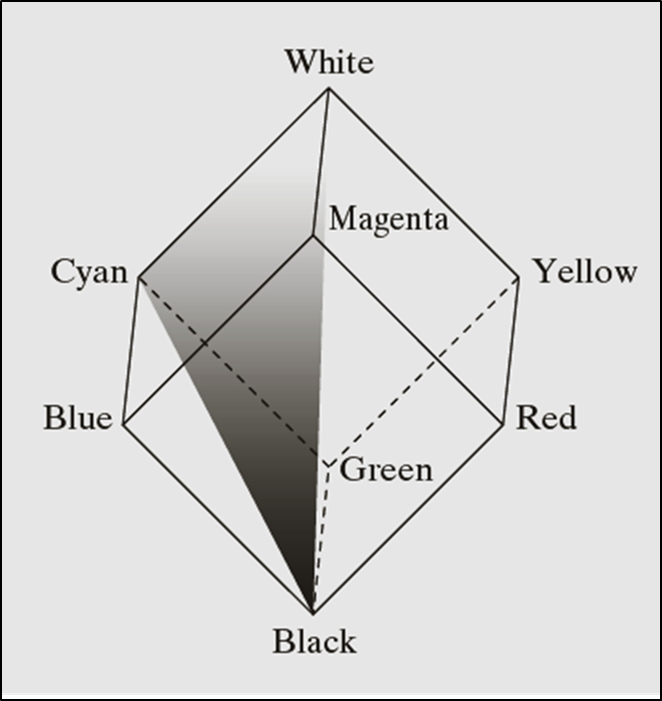 White
Magenta
Cyan
Yellow
Blue
Red
Green
Black